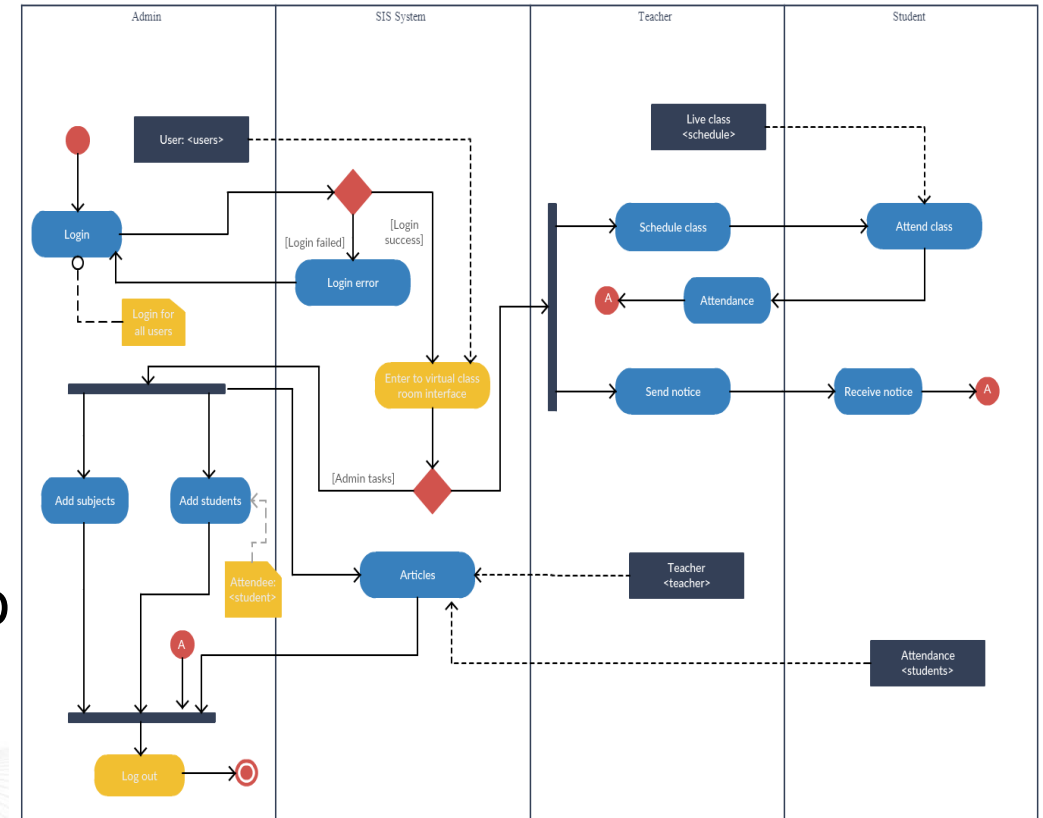 Admin
SIS System
Teacher
Student
User: <users>
Live class
<schedule>
Login
[Login failed]
[Login
success]
Schedule class
Attend class
Login error
Attendance
A
Login for
all users
Enter to virtual class
room interface
Send notice
Receive notice
A
[Admin tasks]
Add subjects
Add students
Articles
Teacher
<teacher>
Attendee:
<student>
A
Attendance
<students>
Log out